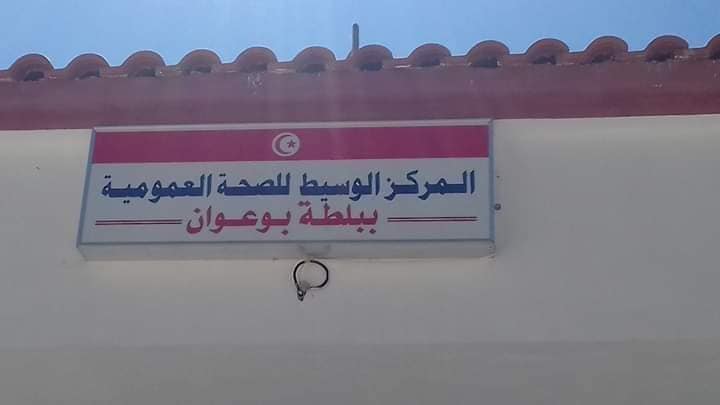 المركز الوسيط للصحة العمومية
ببلطة بوعوان